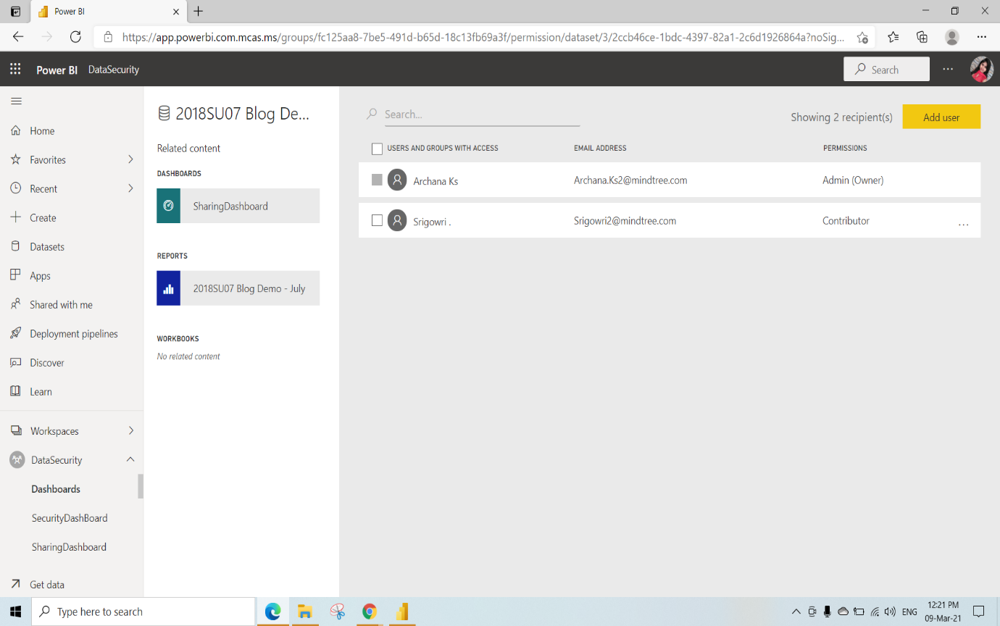 Power BI
https://app.powerbi.com.mcas.ms/groups/fc125aa8-7be5-491d-b65d-18c13fb69a3f/permission/dataset/3/2ccb46ce-1bdc-4397-82a1-2c6d1926864a?noSig...
Power BI DataSecurity
Search
Home
Favorites
Recent
Create
Datasets
Apps
Shared with me
Deployment pipelines
Discover
Learn
Workspaces
DataSecurity
Dashboards
SecurityDashBoard
SharingDashboard
Get data
2018SU07 Blog De...
Related content
DASHBOARDS
SharingDashboard
REPORTS
2018SU07 Blog Demo - July
WORKBOOKS
No related content
Search...
Showing 2 recipient(s)
Add user
USERS AND GROUPS WITH ACCESS EMAIL ADDRESS PERMISSIONS
Archana Ks Archana.Ks2@mindtree.com Admin (Owner)
Srigowri . Srigowri2@mindtree.com Contributor ...
Type here to search
ENG
12:21 PM
09-Mar-21